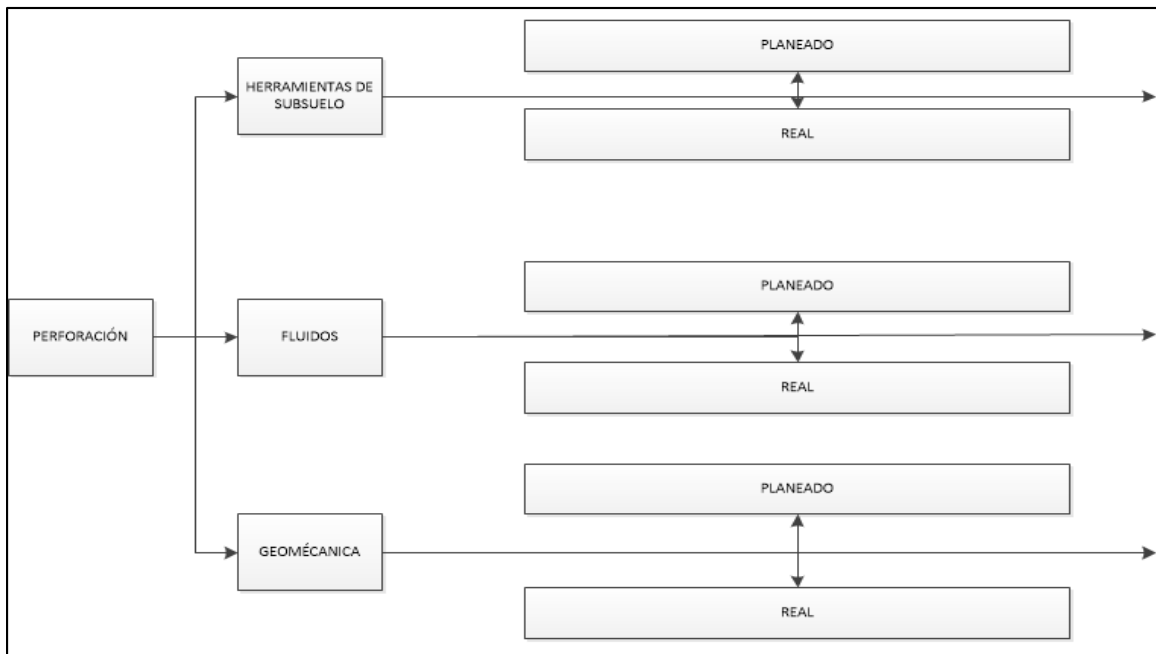 PLANEADO
HERRAMIENTAS DE
SUBSUELO
REAL
PLANEADO
PERFORACIÓN
FLUIDOS
REAL
PLANEADO
GEOMÉCANICA
REAL